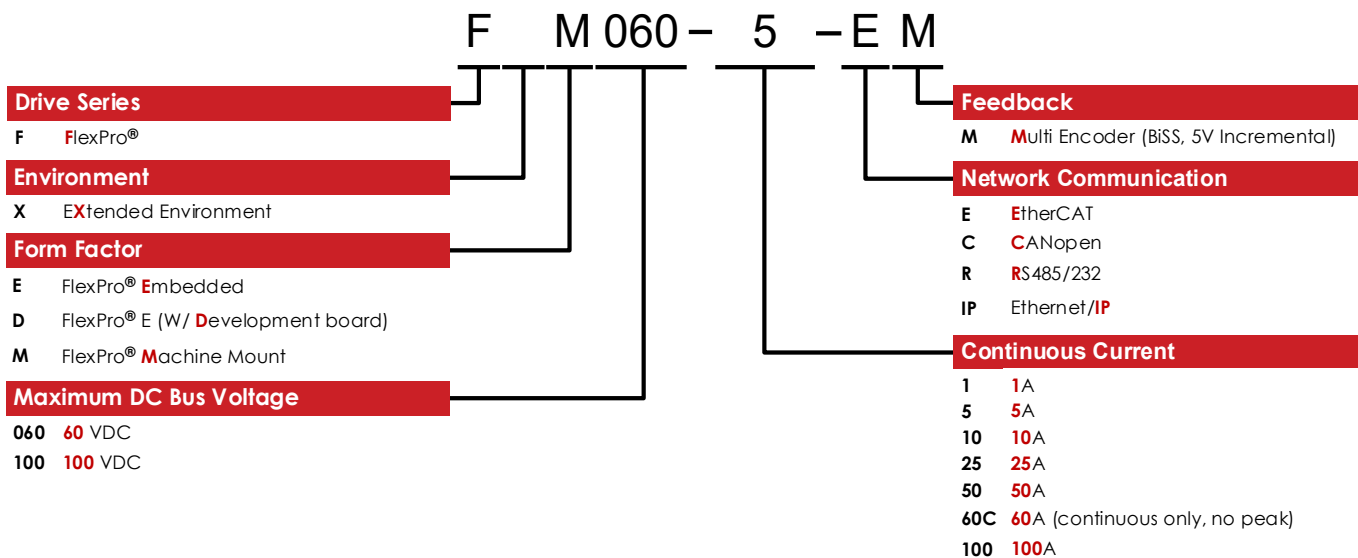 F M 060 – 5 – E M
Drive Series
F FlexPro®
Environment
X EXtended Environment
Form Factor
E FlexPro® Embedded
D FlexPro® E (W/ Development board)
M FlexPro® Machine Mount
Maximum DC Bus Voltage
060 60 VDC
100 100 VDC
Feedback
M Multi Encoder (BiSS, 5V Incremental)
Network Communication
E EtherCAT
C CANopen
R RS485/232
IP Ethernet/IP
Continuous Current
1 1A
5 5A
10 10A
25 25A
50 50A
60C 60A (continuous only, no peak)
100 100A